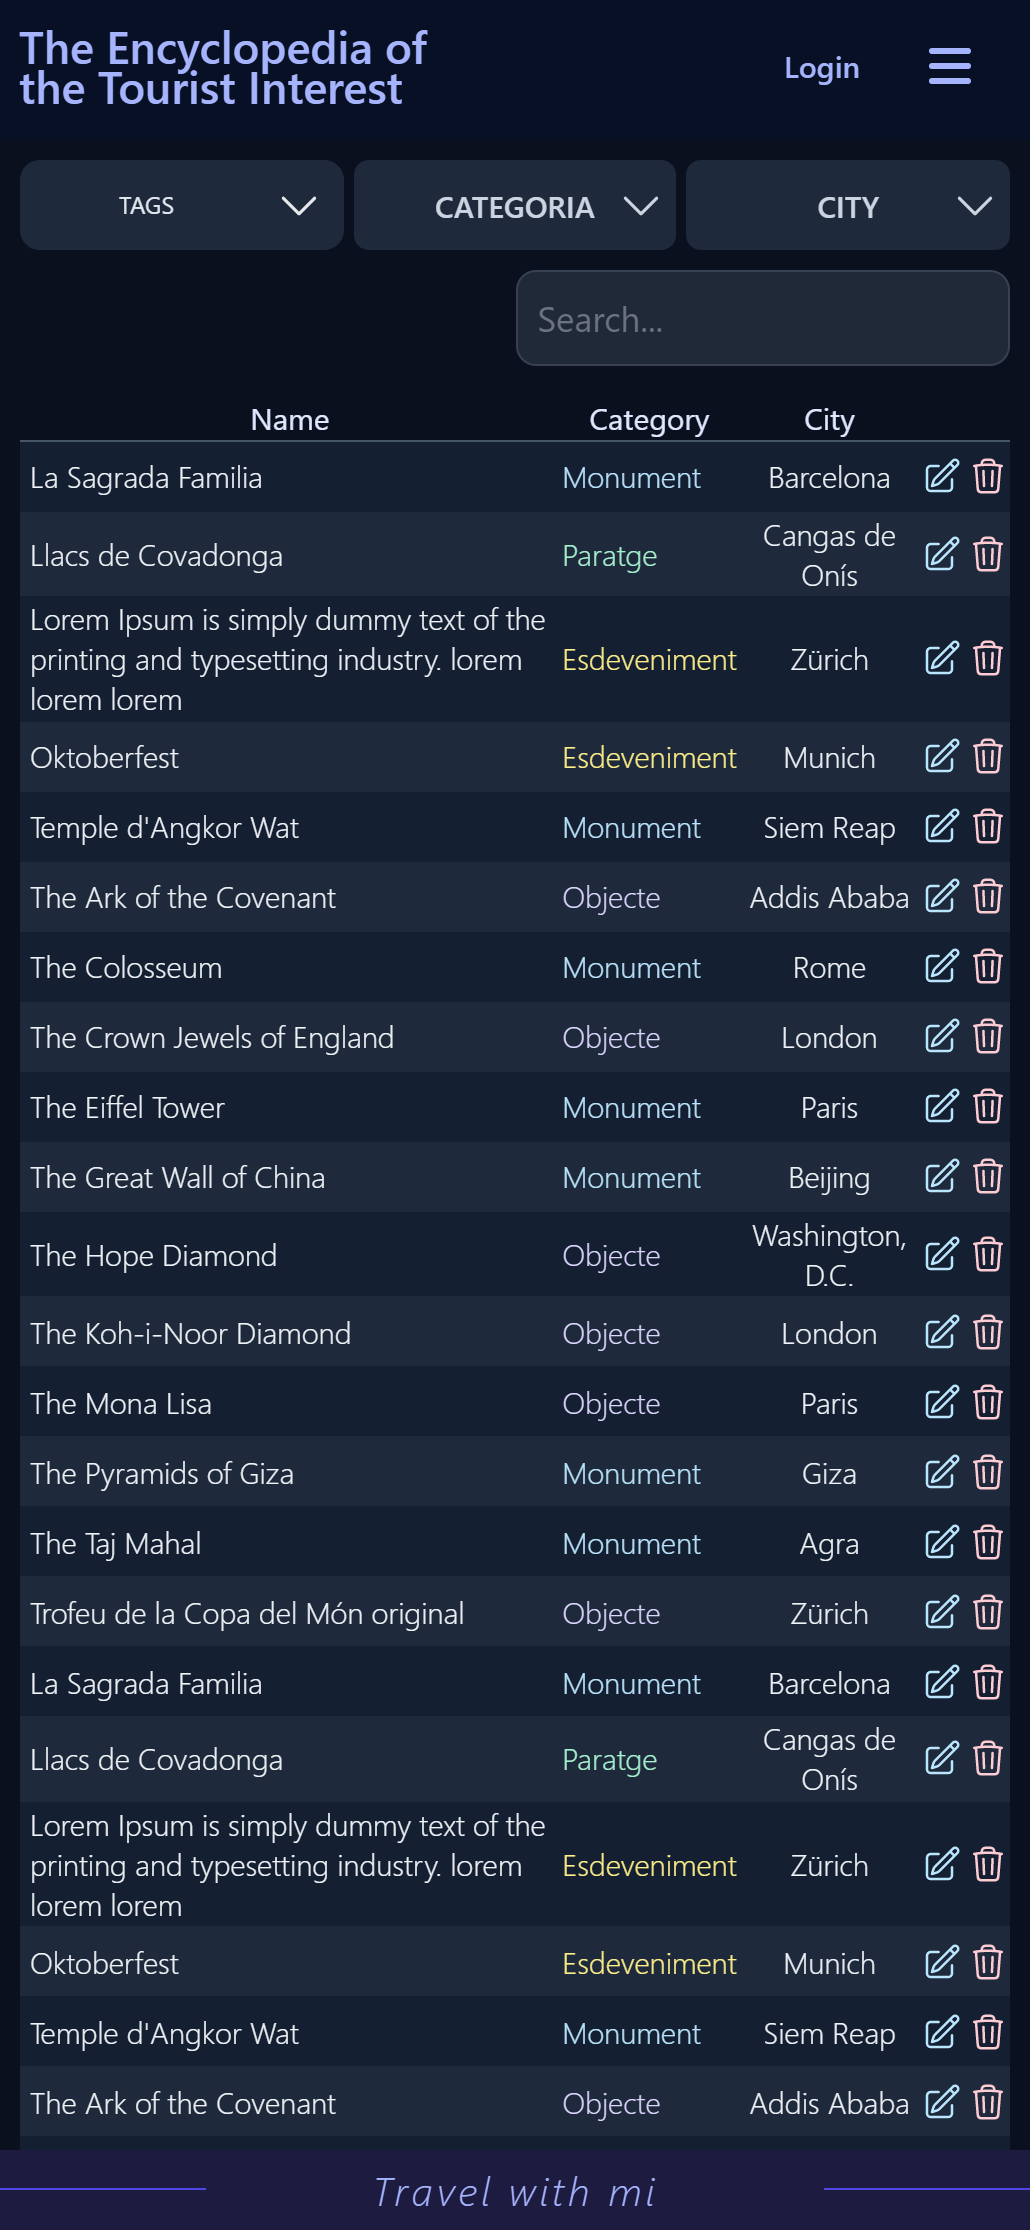 The Encyclopedia of
the Tourist Interest
Login
TAGS
CATEGORIA
CITY
Search...
Name Category City
La Sagrada Familia Monument Barcelona
Llacs de Covadonga Paratge Cangas de
Onís
Lorem Ipsum is simply dummy text of the
printing and typesetting industry. lorem Esdeveniment Zürich
lorem lorem
Oktoberfest Esdeveniment Munich
Temple d'Angkor Wat Monument Siem Reap
The Ark of the Covenant Objecte Addis Ababa
The Colosseum Monument Rome
The Crown Jewels of England Objecte London
The Eiffel Tower Monument Paris
The Great Wall of China Monument Beijing
The Hope Diamond Objecte Washington,
D.C.
The Koh-i-Noor Diamond Objecte London
The Mona Lisa Objecte Paris
The Pyramids of Giza Monument Giza
The Taj Mahal Monument Agra
Trofeu de la Copa del Món original Objecte Zürich
La Sagrada Familia Monument Barcelona
Llacs de Covadonga Paratge Cangas de
Onís
Lorem Ipsum is simply dummy text of the
printing and typesetting industry. lorem Esdeveniment Zürich
lorem lorem
Oktoberfest Esdeveniment Munich
Temple d'Angkor Wat Monument Siem Reap
The Ark of the Covenant Objecte Addis Ababa
Travel with mi